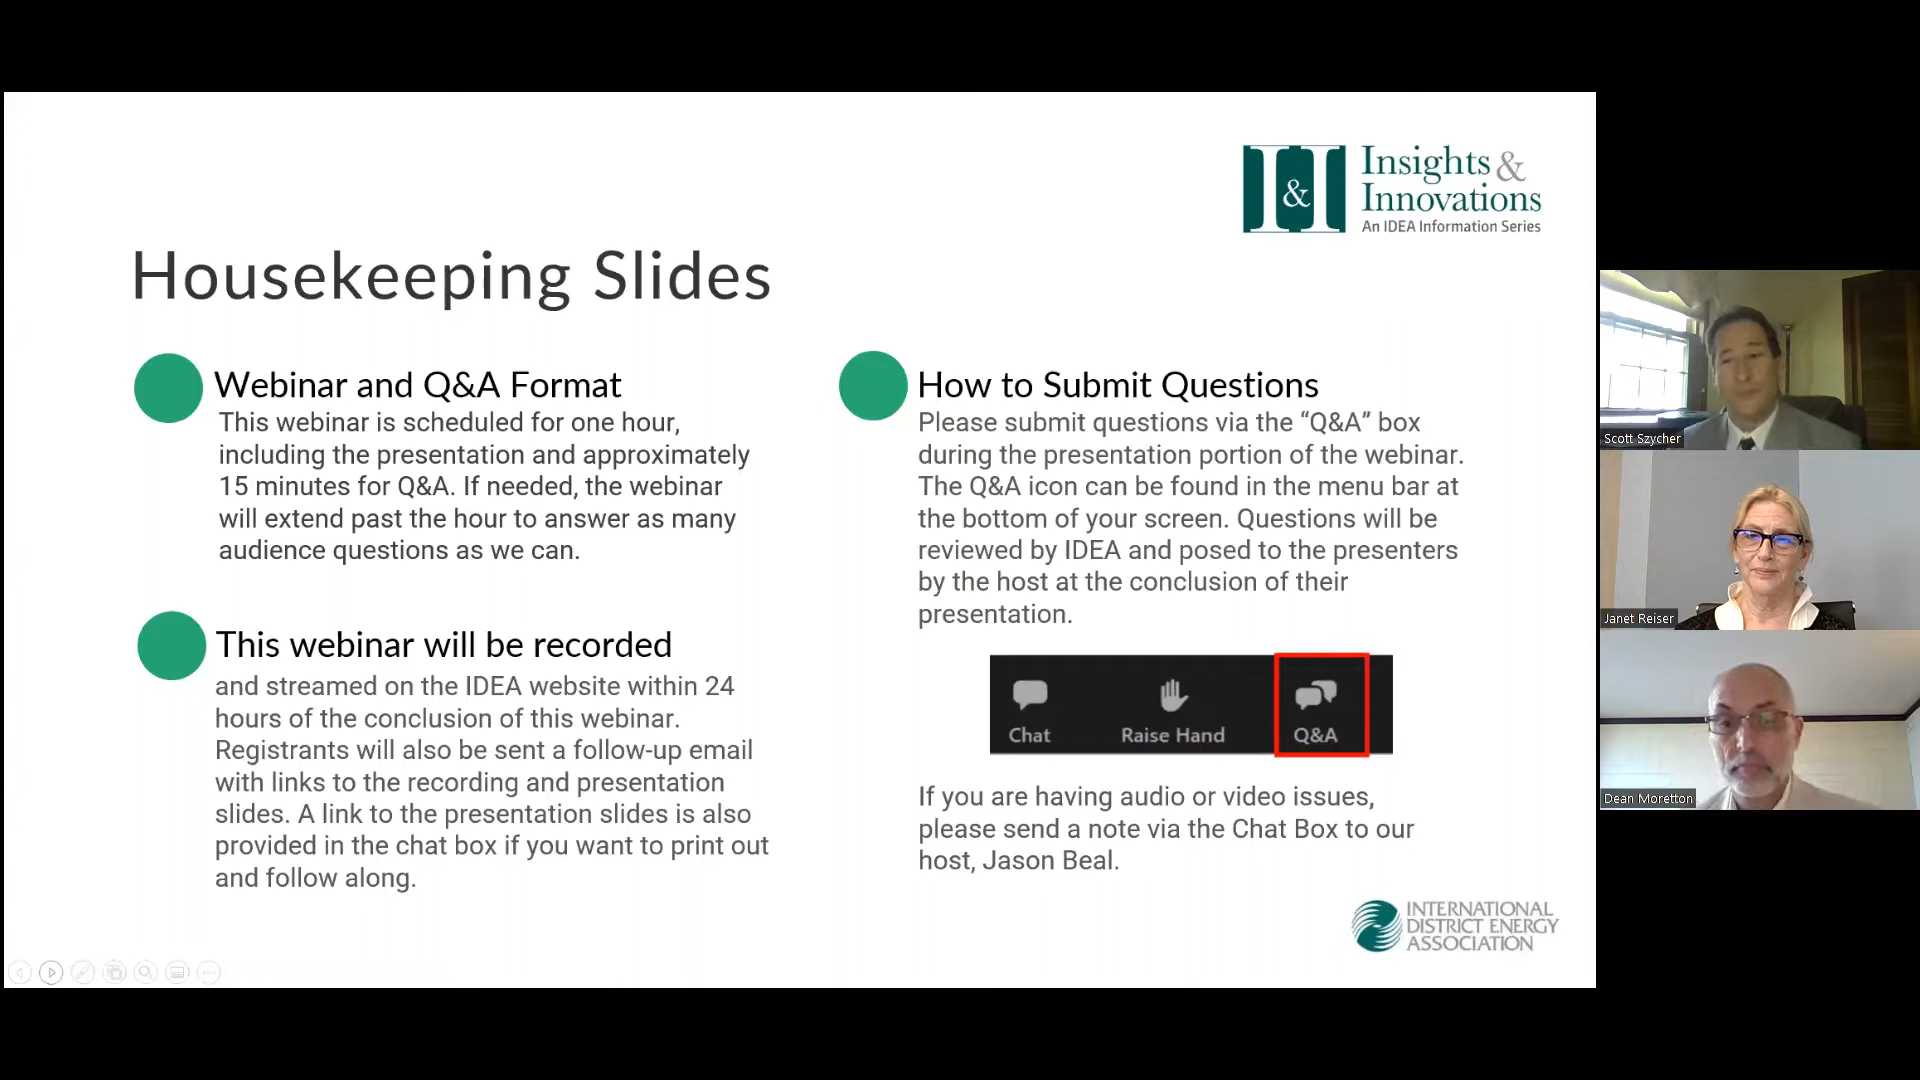 I&I
Insights &
Innovations
An IDEA Information Series
Housekeeping Slides
Webinar and Q&A Format
This webinar is scheduled for one hour,
including the presentation and approximately
15 minutes for Q&A. If needed, the webinar
will extend past the hour to answer as many
audience questions as we can.
This webinar will be recorded
and streamed on the IDEA website within 24
hours of the conclusion of this webinar.
Registrants will also be sent a follow-up email
with links to the recording and presentation
slides. A link to the presentation slides is also
provided in the chat box if you want to print out
and follow along.
How to Submit Questions
Please submit questions via the “Q&A” box
during the presentation portion of the webinar.
The Q&A icon can be found in the menu bar at
the bottom of your screen. Questions will be
reviewed by IDEA and posed to the presenters
by the host at the conclusion of their
presentation.
Chat
Raise Hand
Q&A
If you are having audio or video issues,
please send a note via the Chat Box to our
host, Jason Beal.
INTERNATIONAL
DISTRICT ENERGY
ASSOCIATION
Scott Szycher
Janet Reiser
Dean Moretton